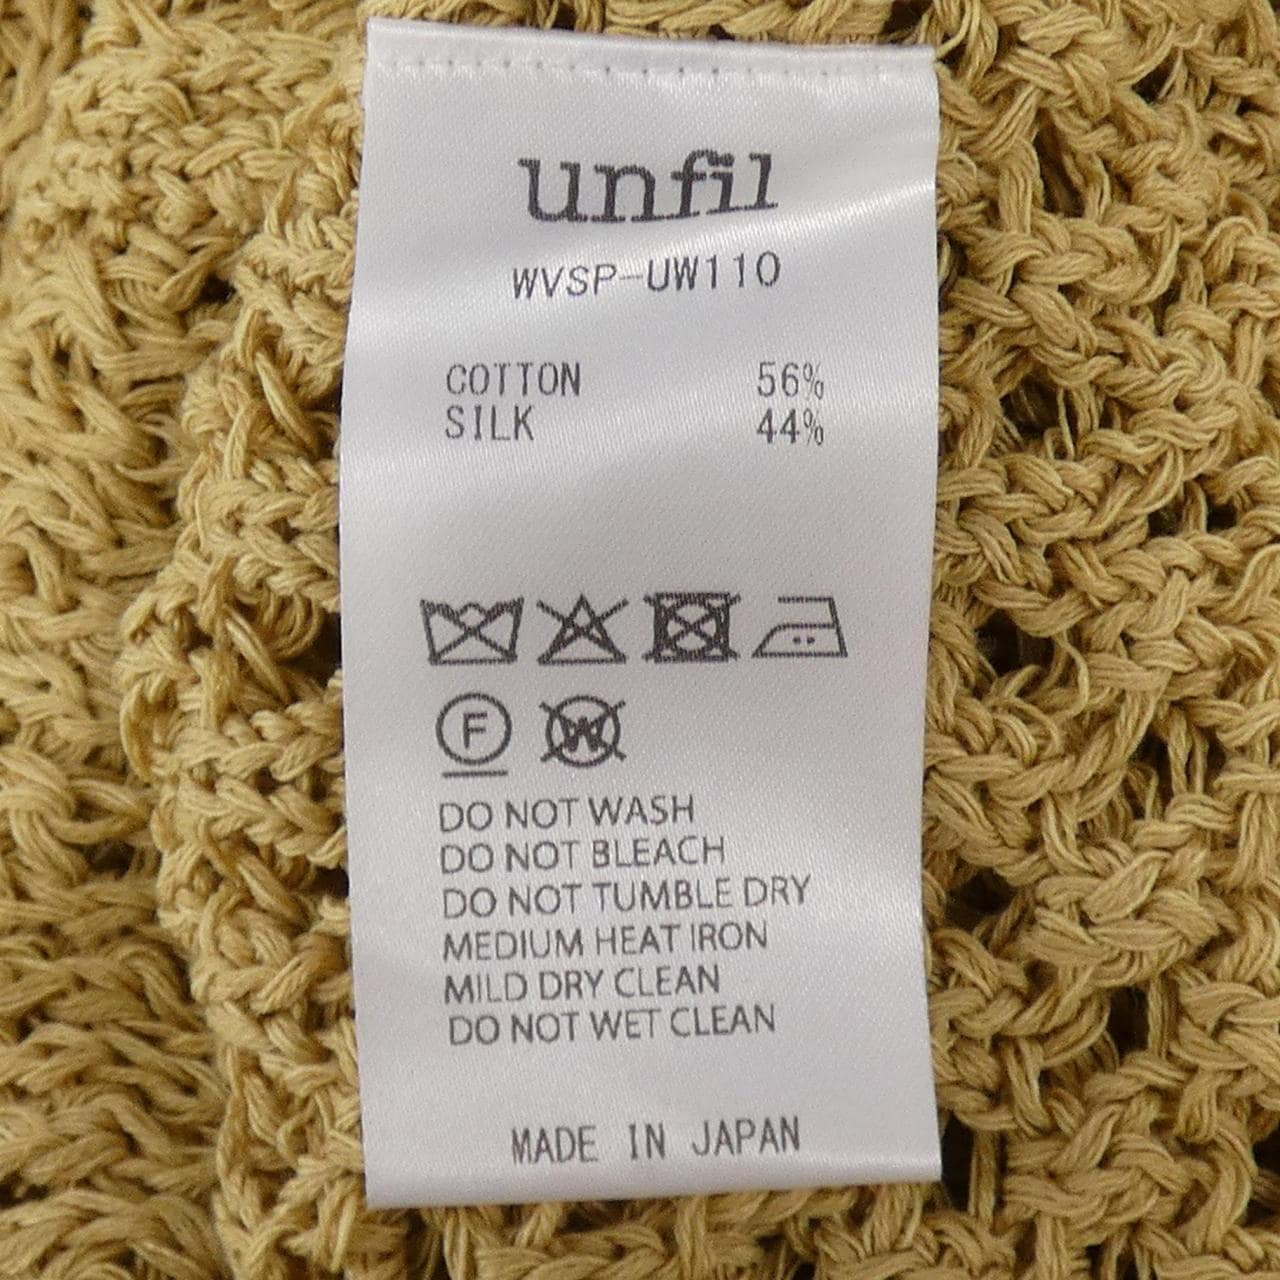 unfil
WVSP-UW110
COTTON 56%
SILK 44%
F W
DO NOT WASH
DO NOT BLEACH
DO NOT TUMBLE DRY
MEDIUM HEAT IRON
MILD DRY CLEAN
DO NOT WET CLEAN
MADE IN JAPAN